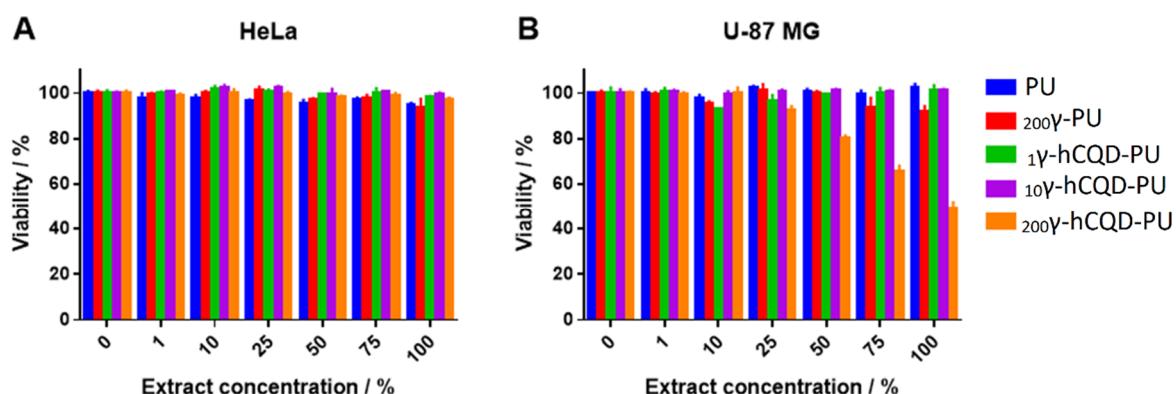 A
HeLa
Viability / %
100
80
60
40
20
0
0 1 10 25 50 75 100
Extract concentration / %
B
U-87 MG
Viability / %
100
80
60
40
20
0
0 1 10 25 50 75 100
Extract concentration / %
PU
₂₀₀γ-PU
₁γ-hCQD-PU
₁₀γ-hCQD-PU
₂₀₀γ-hCQD-PU